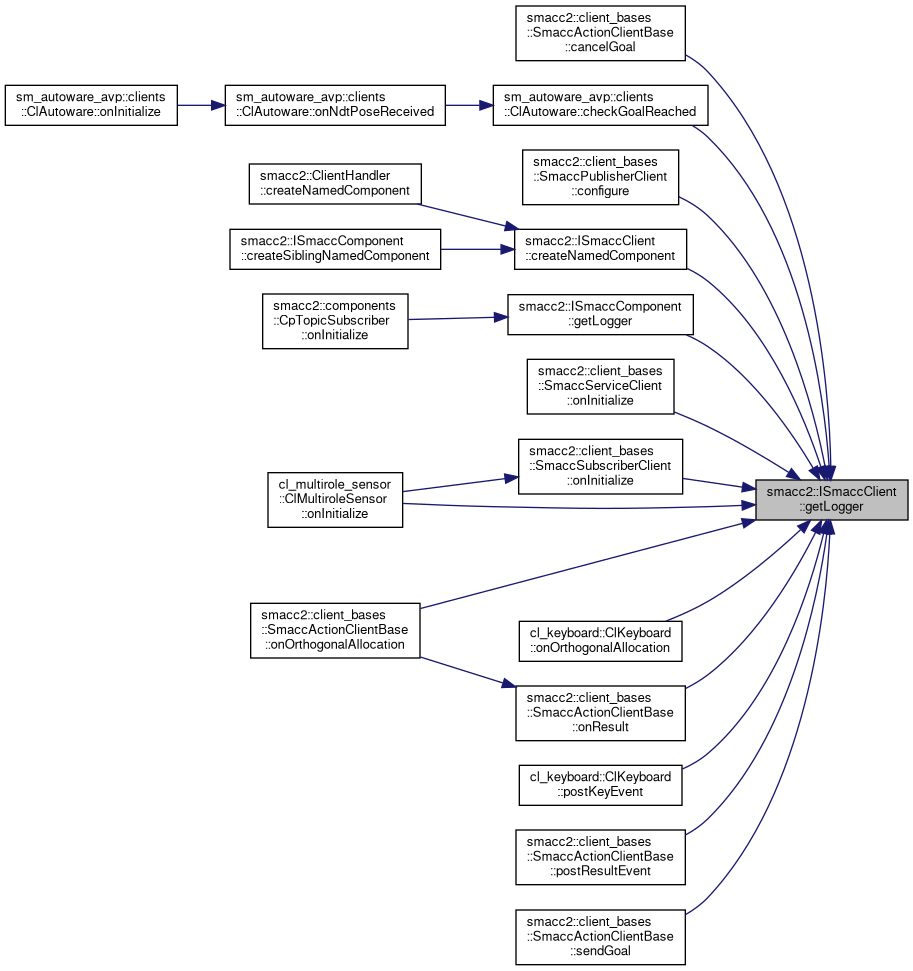 smacc2::client_bases
::SmaccActionClientBase
::cancelGoal
sm_autoware_avp::clients
::ClAutoware::onInitialize
sm_autoware_avp::clients
::ClAutoware::onNdtPoseReceived
sm_autoware_avp::clients
::ClAutoware::checkGoalReached
smacc2::client_bases
::SmaccPublisherClient
::configure
smacc2::ClientHandler
::createNamedComponent
smacc2::ISmaccComponent
::createSiblingNamedComponent
smacc2::ISmaccClient
::createNamedComponent
smacc2::components
::CpTopicSubscriber
::onInitialize
smacc2::ISmaccComponent
::getLogger
smacc2::client_bases
::SmaccServiceClient
::onInitialize
smacc2::client_bases
::SmaccSubscriberClient
::onInitialize
cl_multirole_sensor
::ClMultiroleSensor
::onInitialize
smacc2::ISmaccClient
::getLogger
smacc2::client_bases
::SmaccActionClientBase
::onOrthogonalAllocation
cl_keyboard::ClKeyboard
::onOrthogonalAllocation
smacc2::client_bases
::SmaccActionClientBase
::onResult
cl_keyboard::ClKeyboard
::postKeyEvent
smacc2::client_bases
::SmaccActionClientBase
::postResultEvent
smacc2::client_bases
::SmaccActionClientBase
::sendGoal